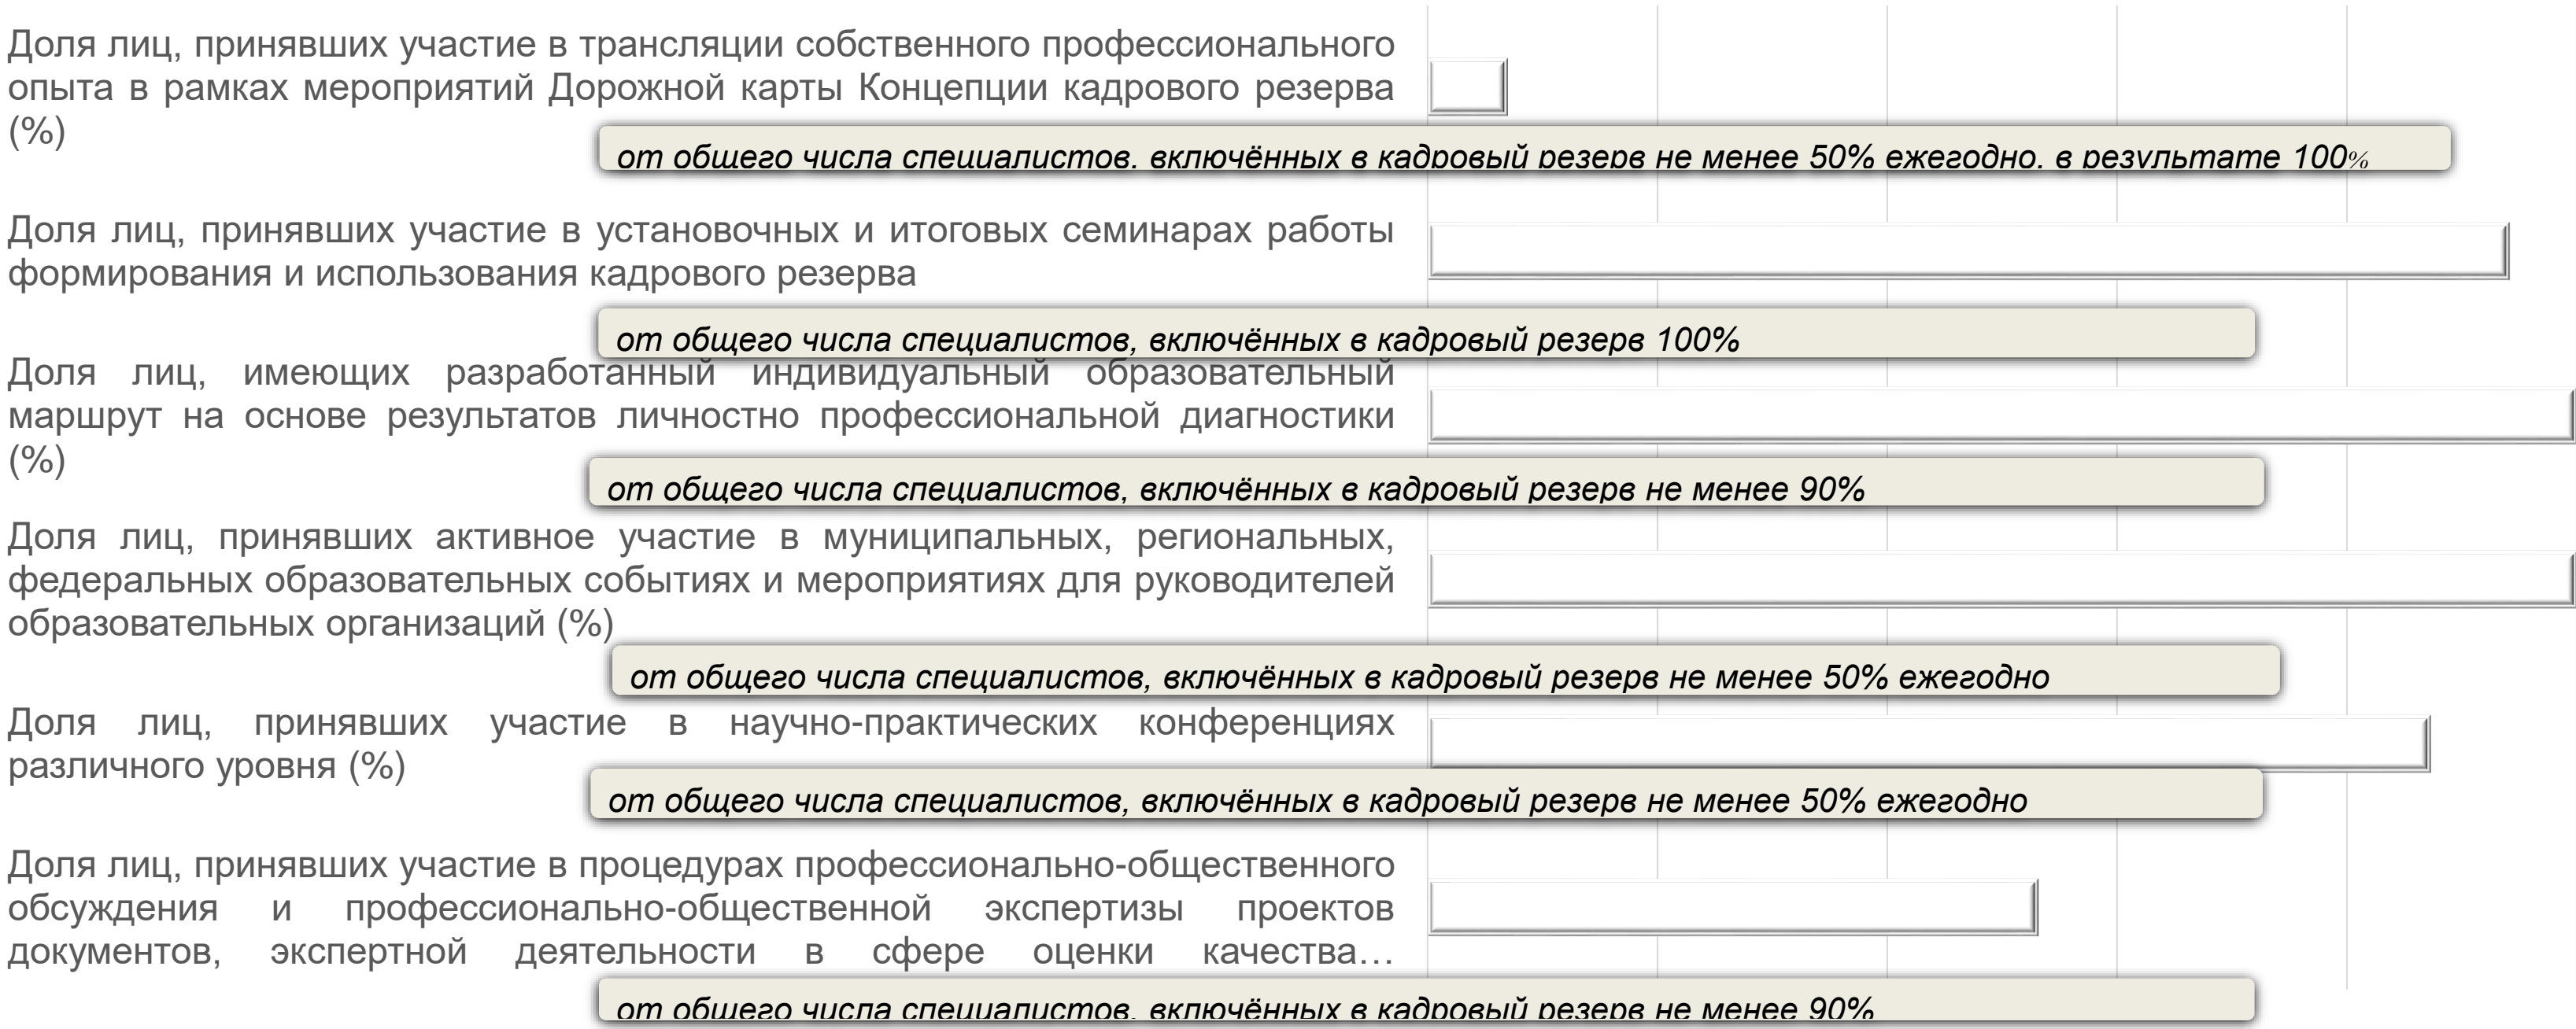 Доля лиц, принявших участие в трансляции собственного профессионального
опыта в рамках мероприятий Дорожной карты Концепции кадрового резерва
(%)
от общего числа специалистов, включённых в кадровый резерв не менее 50% ежегодно, в результате 100%
Доля лиц, принявших участие в установочных и итоговых семинарах работы
формирования и использования кадрового резерва
от общего числа специалистов, включённых в кадровый резерв 100%
Доля лиц, имеющих разработанный индивидуальный образовательный
маршрут на основе результатов личностно профессиональной диагностики
(%)
от общего числа специалистов, включённых в кадровый резерв не менее 90%
Доля лиц, принявших активное участие в муниципальных, региональных,
федеральных образовательных событиях и мероприятиях для руководителей
образовательных организаций (%)
от общего числа специалистов, включённых в кадровый резерв не менее 50% ежегодно
Доля лиц, принявших участие в научно-практических конференциях
различного уровня (%)
от общего числа специалистов, включённых в кадровый резерв не менее 50% ежегодно
Доля лиц, принявших участие в процедурах профессионально-общественного
обсуждения и профессионально-общественной экспертизы проектов
документов, экспертной деятельности в сфере оценки качества…
от общего числа специалистов, включённых в кадровый резерв не менее 90%